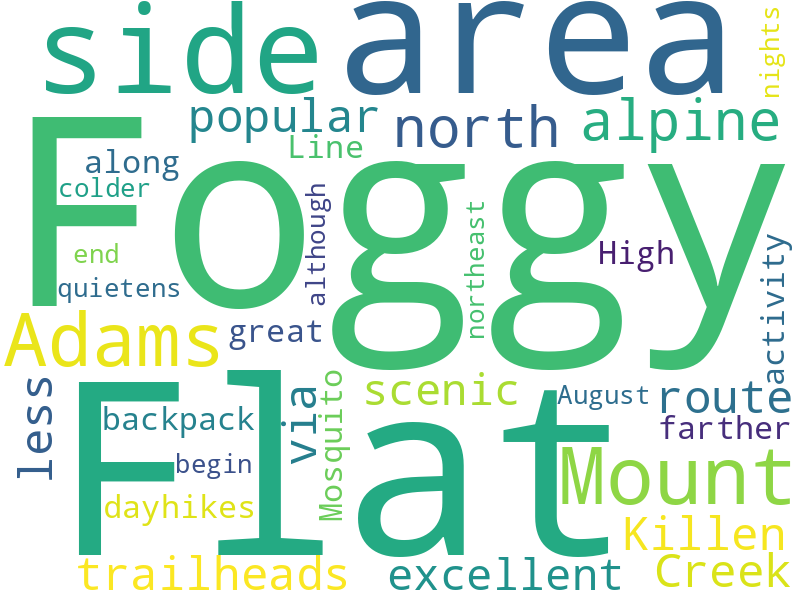 side area nights
popular north alpine
along Line
colder
Foggy
end although northeast High activity
quietens
Adams great
less backpack via Mosquito scenic August route
farther
Flat
begin Mount
dayhikes
Killen
trailheads excellent Creek